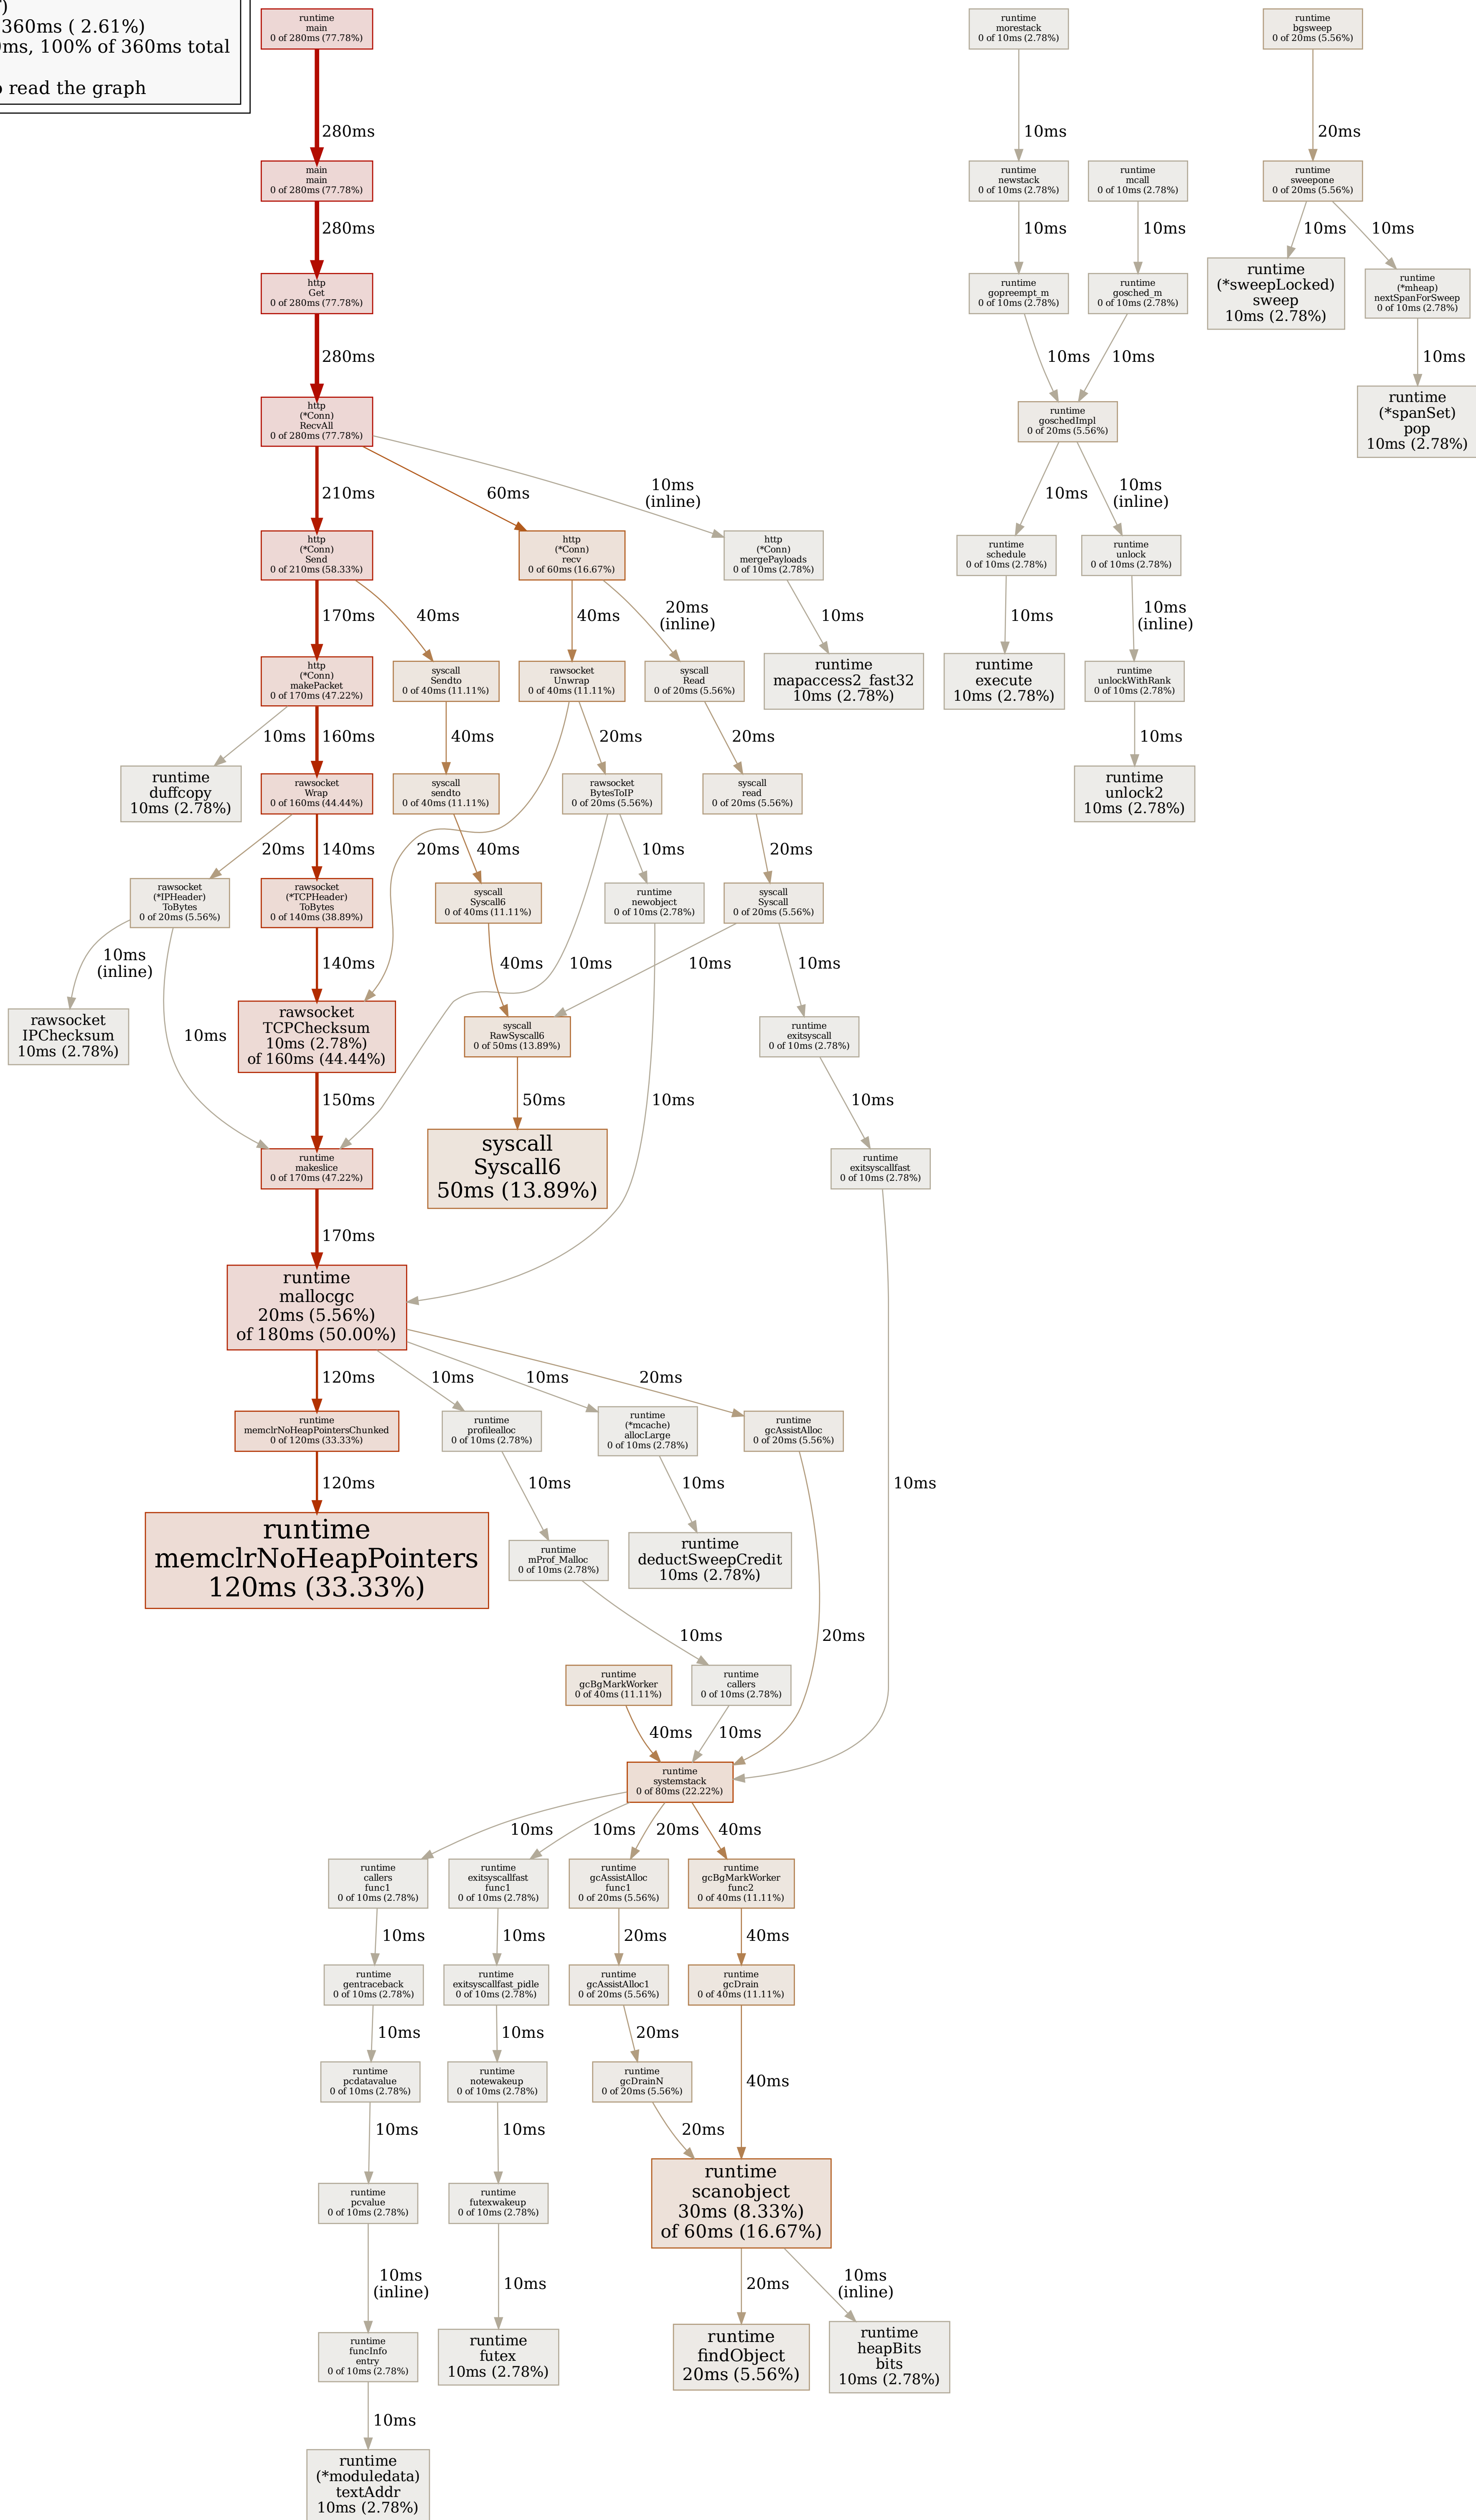 )
360ms ( 2.61%)
ms, 100% of 360ms total
read the graph
runtime
main
0 of 280ms (77.78%)
runtime
morestack
0 of 10ms (2.78%)
runtime
bgsweep
0 of 20ms (5.56%)
280ms
10ms
20ms
main
main
0 of 280ms (77.78%)
runtime
newstack
0 of 10ms (2.78%)
runtime
mcall
0 of 10ms (2.78%)
runtime
sweepone
0 of 20ms (5.56%)
280ms
10ms
10ms
10ms
10ms
http
Get
0 of 280ms (77.78%)
runtime
gopreempt_m
0 of 10ms (2.78%)
runtime
gosched_m
0 of 10ms (2.78%)
runtime
(*sweepLocked)
sweep
10ms (2.78%)
runtime
(*mheap)
nextSpanForSweep
0 of 10ms (2.78%)
280ms
10ms
10ms
10ms
http
(*Conn)
RecvAll
0 of 280ms (77.78%)
runtime
goschedImpl
0 of 20ms (5.56%)
runtime
(*spanSet)
pop
10ms (2.78%)
210ms
60ms
10ms
(inline)
10ms
10ms
(inline)
http
(*Conn)
Send
0 of 210ms (58.33%)
http
(*Conn)
recv
0 of 60ms (16.67%)
http
(*Conn)
mergePayloads
0 of 10ms (2.78%)
runtime
schedule
0 of 10ms (2.78%)
runtime
unlock
0 of 10ms (2.78%)
170ms
40ms
40ms
20ms
(inline)
10ms
10ms
10ms
(inline)
http
(*Conn)
makePacket
0 of 170ms (47.22%)
syscall
Sendto
0 of 40ms (11.11%)
rawsocket
Unwrap
0 of 40ms (11.11%)
syscall
Read
0 of 20ms (5.56%)
runtime
mapaccess2_fast32
10ms (2.78%)
runtime
execute
10ms (2.78%)
runtime
unlockWithRank
0 of 10ms (2.78%)
10ms
160ms
40ms
20ms
20ms
10ms
runtime
duffcopy
10ms (2.78%)
rawsocket
Wrap
0 of 160ms (44.44%)
syscall
sendto
0 of 40ms (11.11%)
rawsocket
BytesToIP
0 of 20ms (5.56%)
syscall
read
0 of 20ms (5.56%)
runtime
unlock2
10ms (2.78%)
20ms
140ms
20ms
40ms
10ms
20ms
rawsocket
(*IPHeader)
ToBytes
0 of 20ms (5.56%)
rawsocket
(*TCPHeader)
ToBytes
0 of 140ms (38.89%)
syscall
Syscall6
0 of 40ms (11.11%)
runtime
newobject
0 of 10ms (2.78%)
syscall
Syscall
0 of 20ms (5.56%)
10ms
(inline)
140ms
40ms
10ms
10ms
10ms
rawsocket
IPChecksum
10ms (2.78%)
10ms
rawsocket
TCPChecksum
10ms (2.78%)
of 160ms (44.44%)
syscall
RawSyscall6
0 of 50ms (13.89%)
runtime
exitsyscall
0 of 10ms (2.78%)
150ms
50ms
10ms
10ms
runtime
makeslice
0 of 170ms (47.22%)
syscall
Syscall6
50ms (13.89%)
runtime
exitsyscallfast
0 of 10ms (2.78%)
170ms
runtime
mallocgc
20ms (5.56%)
of 180ms (50.00%)
120ms
10ms
10ms
20ms
runtime
memclrNoHeapPointersChunked
0 of 120ms (33.33%)
runtime
profilealloc
0 of 10ms (2.78%)
runtime
(*mcache)
allocLarge
0 of 10ms (2.78%)
runtime
gcAssistAlloc
0 of 20ms (5.56%)
120ms
10ms
10ms
10ms
runtime
memclrNoHeapPointers
120ms (33.33%)
runtime
mProf_Malloc
0 of 10ms (2.78%)
runtime
deductSweepCredit
10ms (2.78%)
10ms
20ms
runtime
gcBgMarkWorker
0 of 40ms (11.11%)
runtime
callers
0 of 10ms (2.78%)
40ms
10ms
runtime
systemstack
0 of 80ms (22.22%)
10ms
10ms
20ms
40ms
runtime
callers
func1
0 of 10ms (2.78%)
runtime
exitsyscallfast
func1
0 of 10ms (2.78%)
runtime
gcAssistAlloc
func1
0 of 20ms (5.56%)
runtime
gcBgMarkWorker
func2
0 of 40ms (11.11%)
10ms
10ms
20ms
40ms
runtime
gentraceback
0 of 10ms (2.78%)
runtime
exitsyscallfast_pidle
0 of 10ms (2.78%)
runtime
gcAssistAlloc1
0 of 20ms (5.56%)
runtime
gcDrain
0 of 40ms (11.11%)
10ms
10ms
20ms
40ms
runtime
pcdatavalue
0 of 10ms (2.78%)
runtime
notewakeup
0 of 10ms (2.78%)
runtime
gcDrainN
0 of 20ms (5.56%)
10ms
10ms
20ms
runtime
pcvalue
0 of 10ms (2.78%)
runtime
futexwakeup
0 of 10ms (2.78%)
runtime
scanobject
30ms (8.33%)
of 60ms (16.67%)
10ms
(inline)
10ms
20ms
10ms
(inline)
runtime
funcInfo
entry
0 of 10ms (2.78%)
runtime
futex
10ms (2.78%)
runtime
findObject
20ms (5.56%)
runtime
heapBits
bits
10ms (2.78%)
10ms
runtime
(*moduledata)
textAddr
10ms (2.78%)